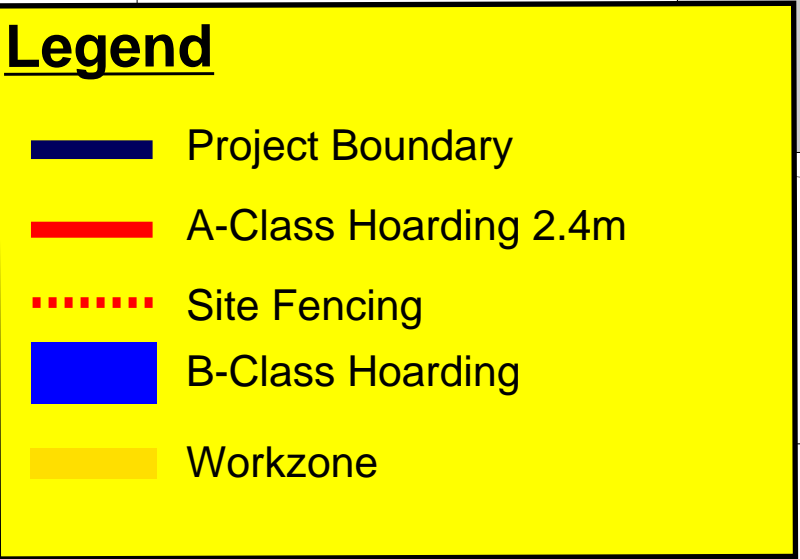 Legend
Project Boundary
A-Class Hoarding 2.4m
Site Fencing
B-Class Hoarding
Workzone